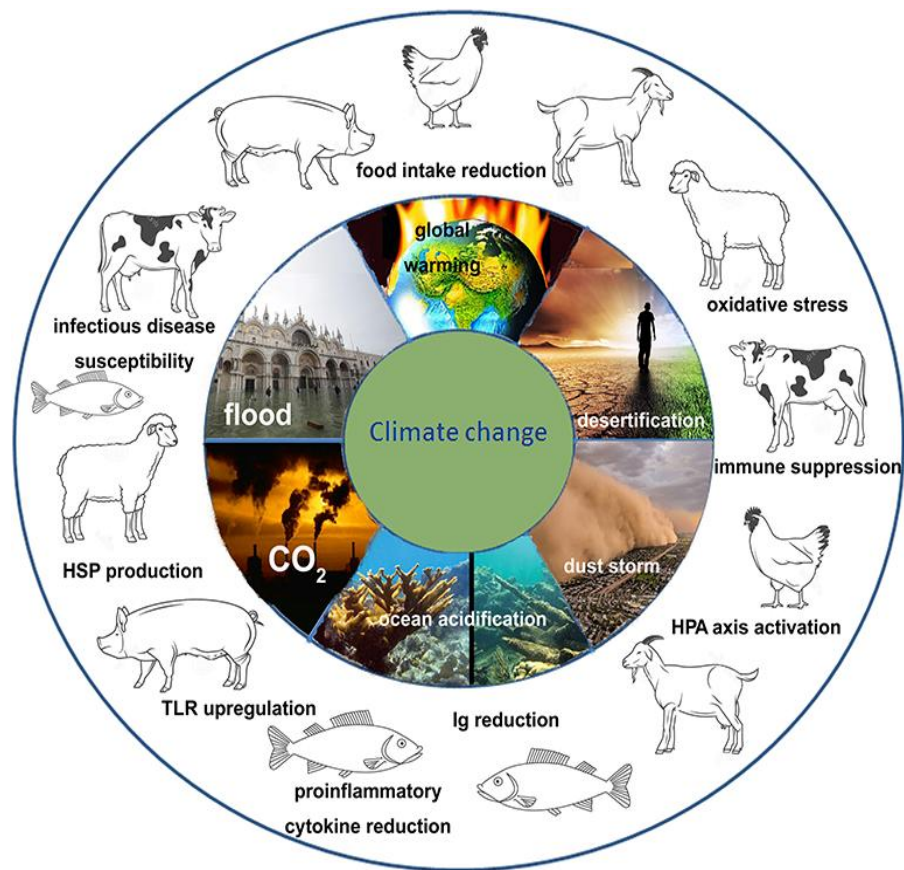 food intake reduction
global
warming
oxidative stress
infectious disease
susceptibility
flood
Climate change
desertification
immune suppression
CO₂
dust storm
HSP production
ocean acidification
HPA axis activation
TLR upregulation
Ig reduction
proinflammatory
cytokine reduction